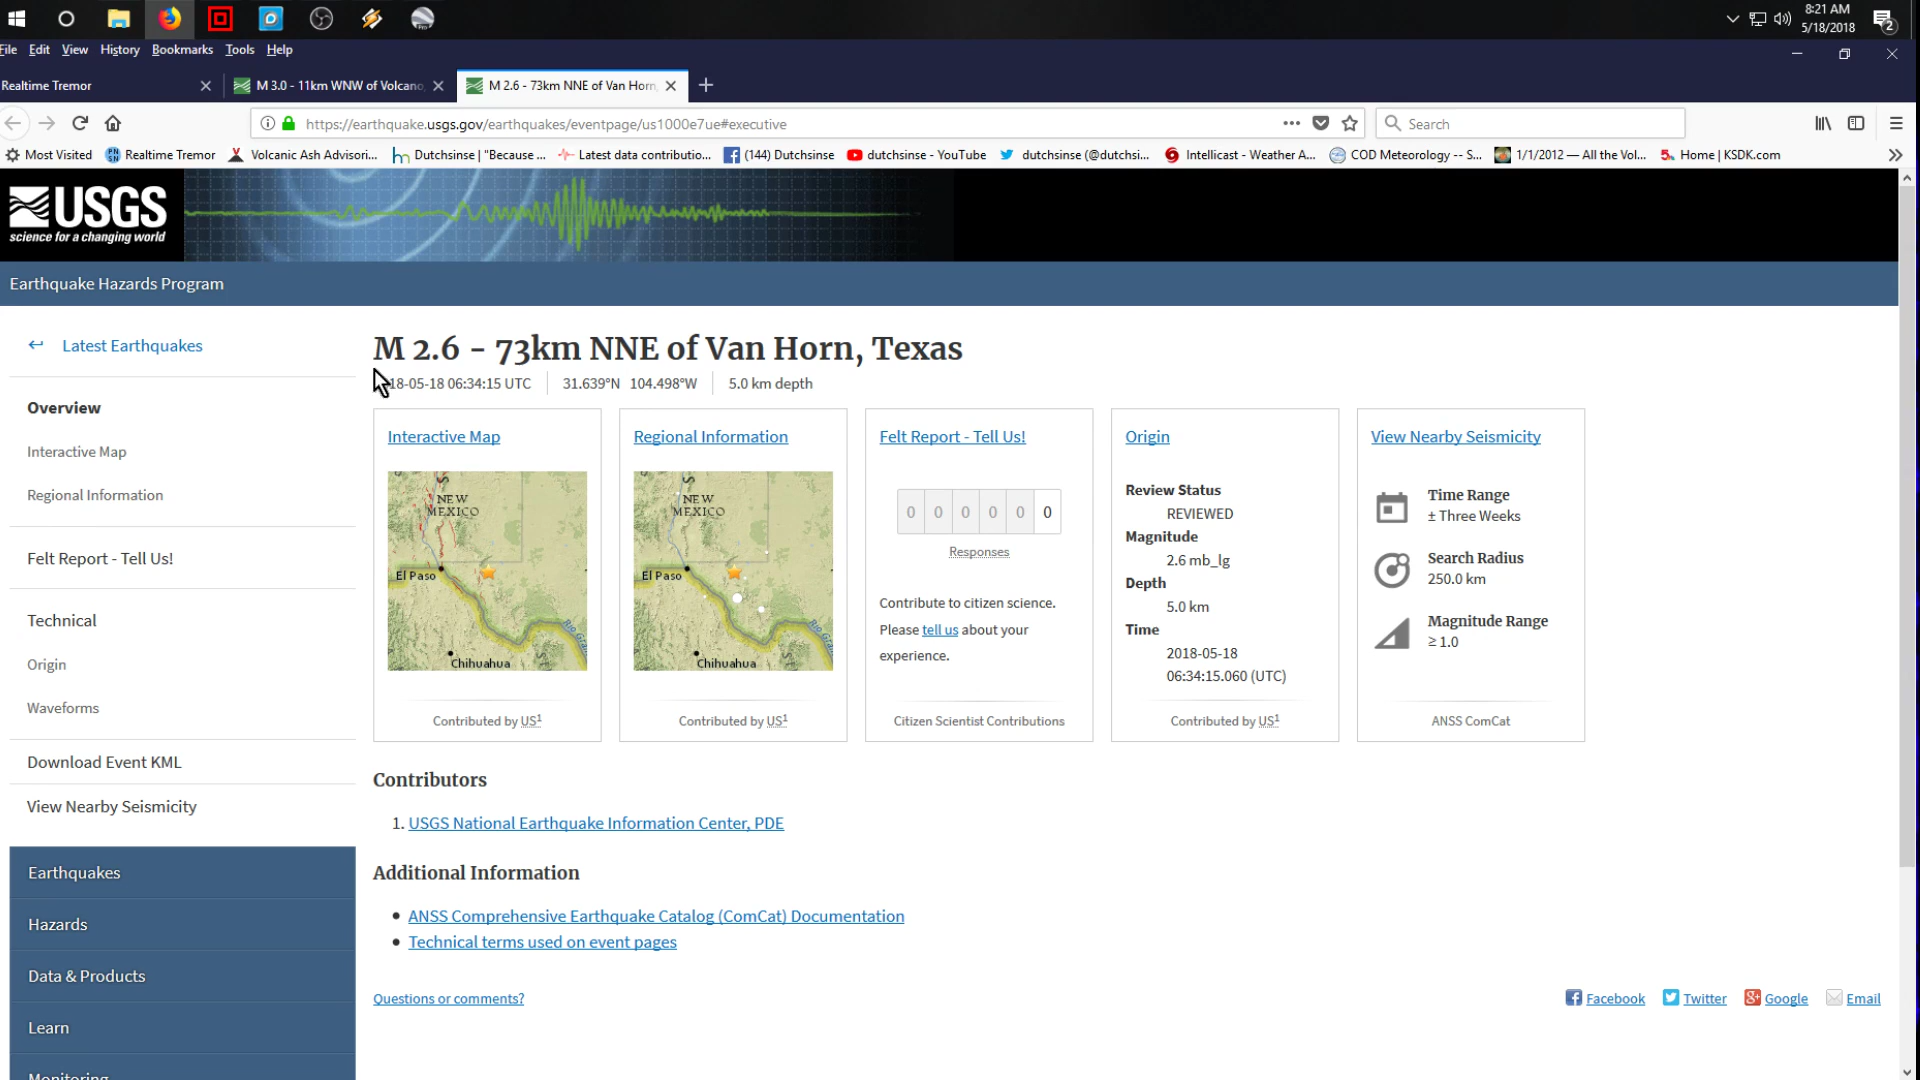 8:21 AM
5/18/2018
2
File Edit View History Bookmarks Tools Help
Realtime Tremor
M 3.0 - 11km WNW of Volcano,
M 2.6 - 73km NNE of Van Horn,
https://earthquake.usgs.gov/earthquakes/eventpage/us1000e7ue#executive
Search
Most Visited Realtime Tremor Volcanic Ash Advisori... Dutchsinse | "Because ... Latest data contributio... (144) Dutchsinse dutchsinse - YouTube dutchsinse (@dutchsi... Intellicast - Weather A... COD Meteorology -- S... 1/1/2012 — All the Vol... Home | KSDK.com
USGS
science for a changing world
Earthquake Hazards Program
Latest Earthquakes
Overview
Interactive Map
Regional Information
Felt Report - Tell Us!
Technical
Origin
Waveforms
Download Event KML
View Nearby Seismicity
Earthquakes
Hazards
Data & Products
Learn
Monitoring
M 2.6 - 73km NNE of Van Horn, Texas
18-05-18 06:34:15 UTC 31.639°N 104.498°W 5.0 km depth
Interactive Map
NEW
MEXICO
El Paso
Chihuahua
Contributed by US1
Regional Information
NEW
MEXICO
El Paso
Chihuahua
Contributed by US1
Felt Report - Tell Us!
0 0 0 0 0 0
Responses
Contribute to citizen science.
Please tell us about your
experience.
Citizen Scientist Contributions
Origin
Review Status
REVIEWED
Magnitude
2.6 mb_lg
Depth
5.0 km
Time
2018-05-18
06:34:15.060 (UTC)
Contributed by US1
View Nearby Seismicity
Time Range
± Three Weeks
Search Radius
250.0 km
Magnitude Range
≥ 1.0
ANSS ComCat
Contributors
1. USGS National Earthquake Information Center, PDE
Additional Information
ANSS Comprehensive Earthquake Catalog (ComCat) Documentation
Technical terms used on event pages
Questions or comments?
Facebook Twitter Google Email